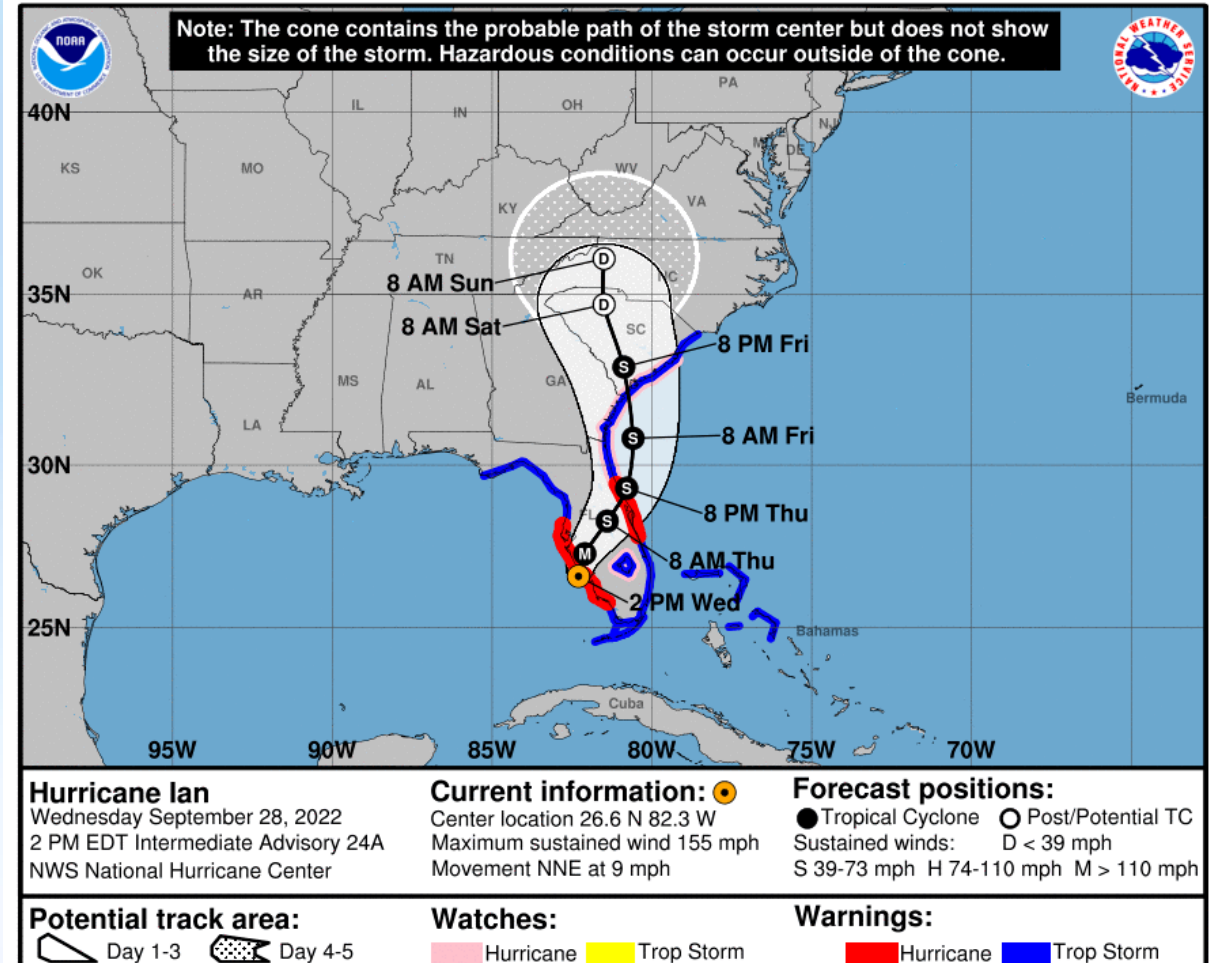 Note: The cone contains the probable path of the storm center but does not show
the size of the storm. Hazardous conditions can occur outside of the cone.
NOAA
NATIONAL WEATHER SERVICE
PA
40N
IL
IN
OH
NJ
DE
KS
MO
WV
KY
VA
OK
TN
NC
8 AM Sun
D
35N
AR
8 AM Sat
D
SC
8 PM Fri
S
MS
AL
GA
Bermuda
LA
8 AM Fri
S
30N
S
8 PM Thu
FL
S
8 AM Thu
M
2 PM Wed
25N
Bahamas
Cuba
95W
90W
85W
80W
75W
70W
Hurricane Ian
Wednesday September 28, 2022
2 PM EDT Intermediate Advisory 24A
NWS National Hurricane Center
Current information:
Center location 26.6 N 82.3 W
Maximum sustained wind 155 mph
Movement NNE at 9 mph
Forecast positions:
Tropical Cyclone Post/Potential TC
Sustained winds: D < 39 mph
S 39-73 mph H 74-110 mph M > 110 mph
Potential track area:
Day 1-3 Day 4-5
Watches:
Hurricane Trop Storm
Warnings:
Hurricane Trop Storm